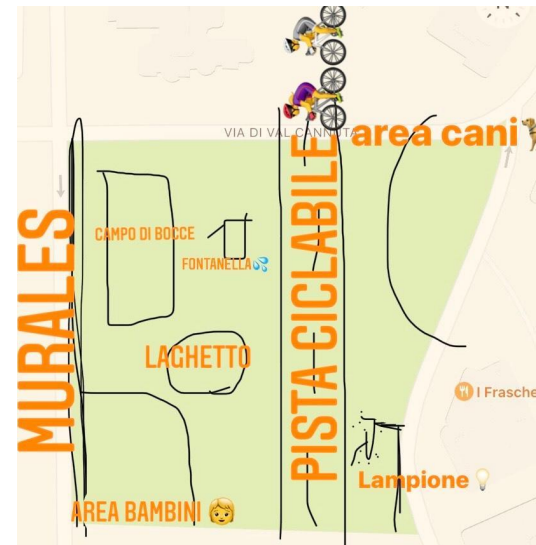 VIA DI VAL CANNUTA
area cani
MURALES
PISTA CICLABILE
CAMPO DI BOCCE
FONTANELLA
LAGHETTO
I Frasche
Lampione
AREA BAMBINI